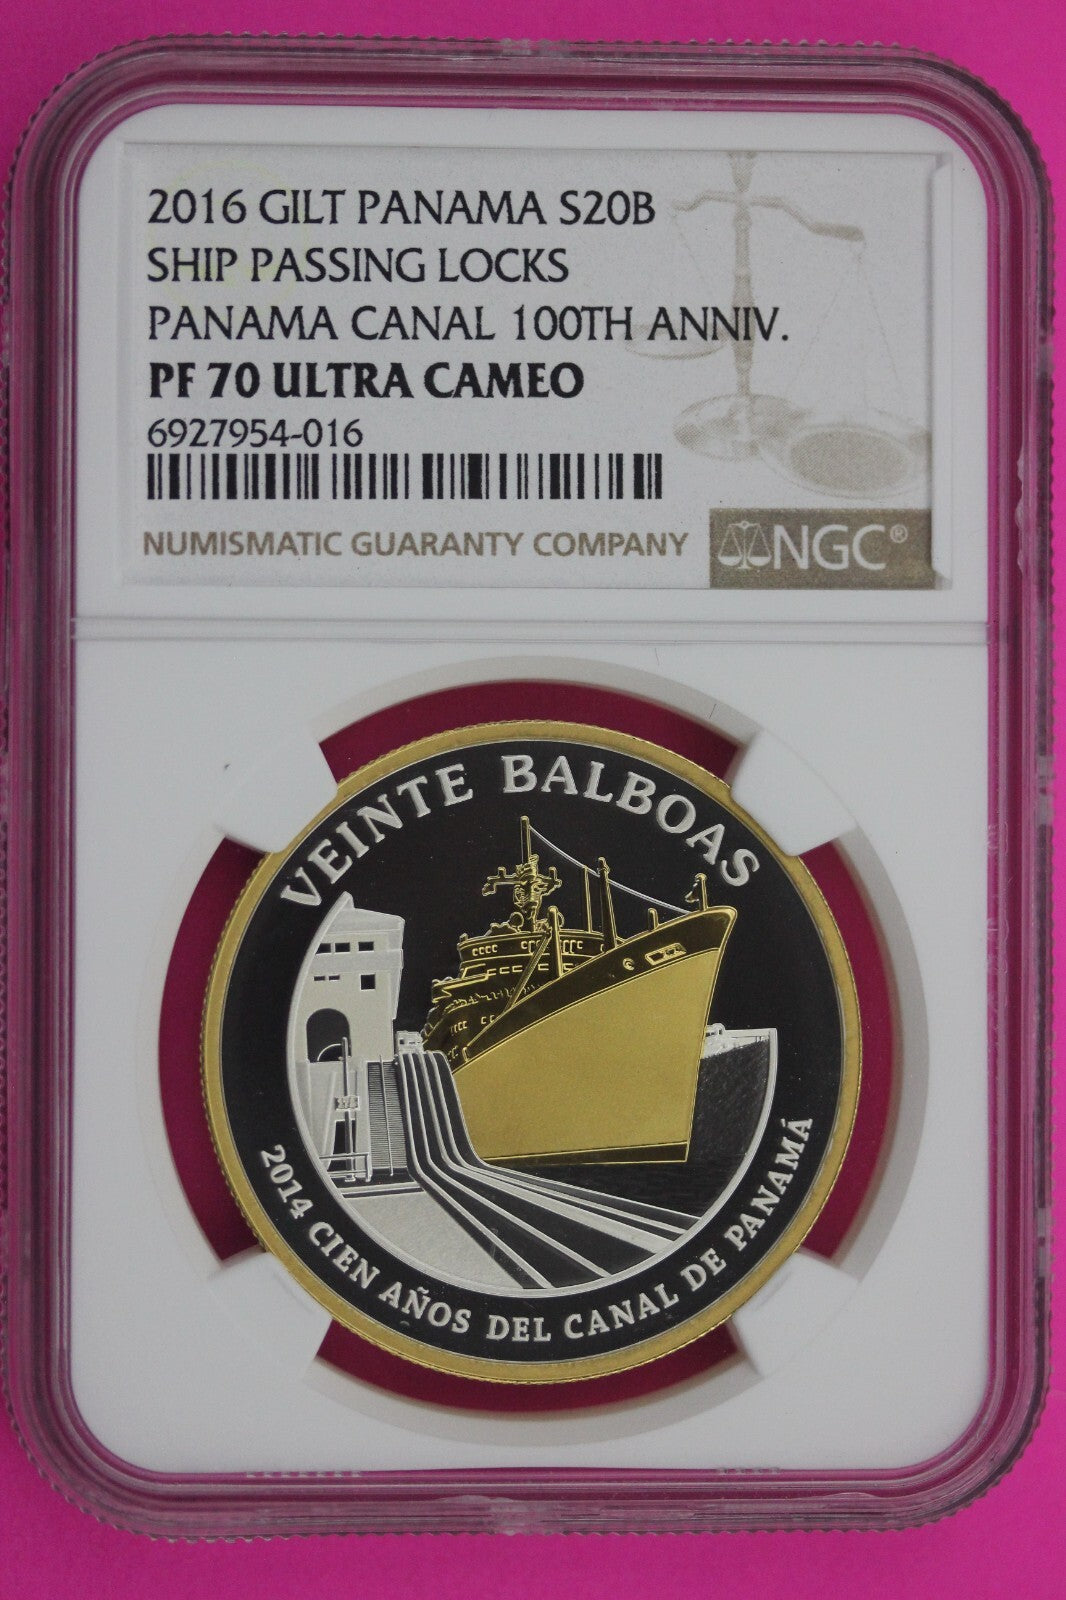 2016 GILT PANAMA S20B
SHIP PASSING LOCKS
PANAMA CANAL 100TH ANNIV.
PF 70 ULTRA CAMEO
6927954-016
NUMISMATIC GUARANTY COMPANY
NGC®
VEINTE BALBOAS
2014 CIEN AÑOS DEL CANAL DE PANAMÁ